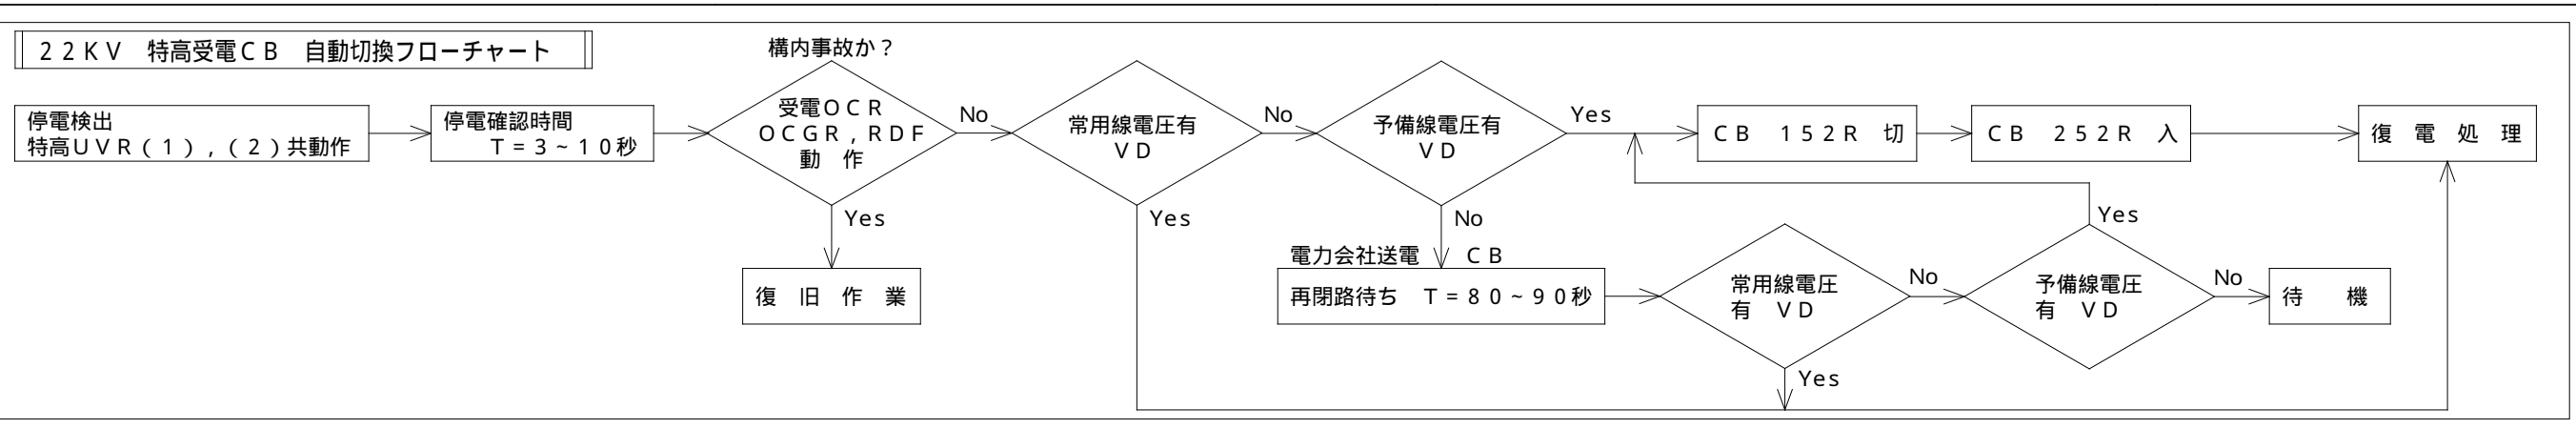 ２２ＫＶ　特高受電ＣＢ　自動切換フローチャート
停電検出
特高ＵＶＲ（１），（２）共動作
停電確認時間
Ｔ＝３～１０秒
構内事故か？
受電ＯＣＲ
ＯＣＧＲ，ＲＤＦ
動　作
No
Yes
復　旧　作　業
常用線電圧有
ＶＤ
No
Yes
予備線電圧有
ＶＤ
Yes
No
ＣＢ　１５２Ｒ　切
ＣＢ　２５２Ｒ　入
復　電　処　理
電力会社送電　ＣＢ
再閉路待ち　Ｔ＝８０～９０秒
常用線電圧
有　ＶＤ
No
Yes
予備線電圧
有　ＶＤ
Yes
No
待　　機